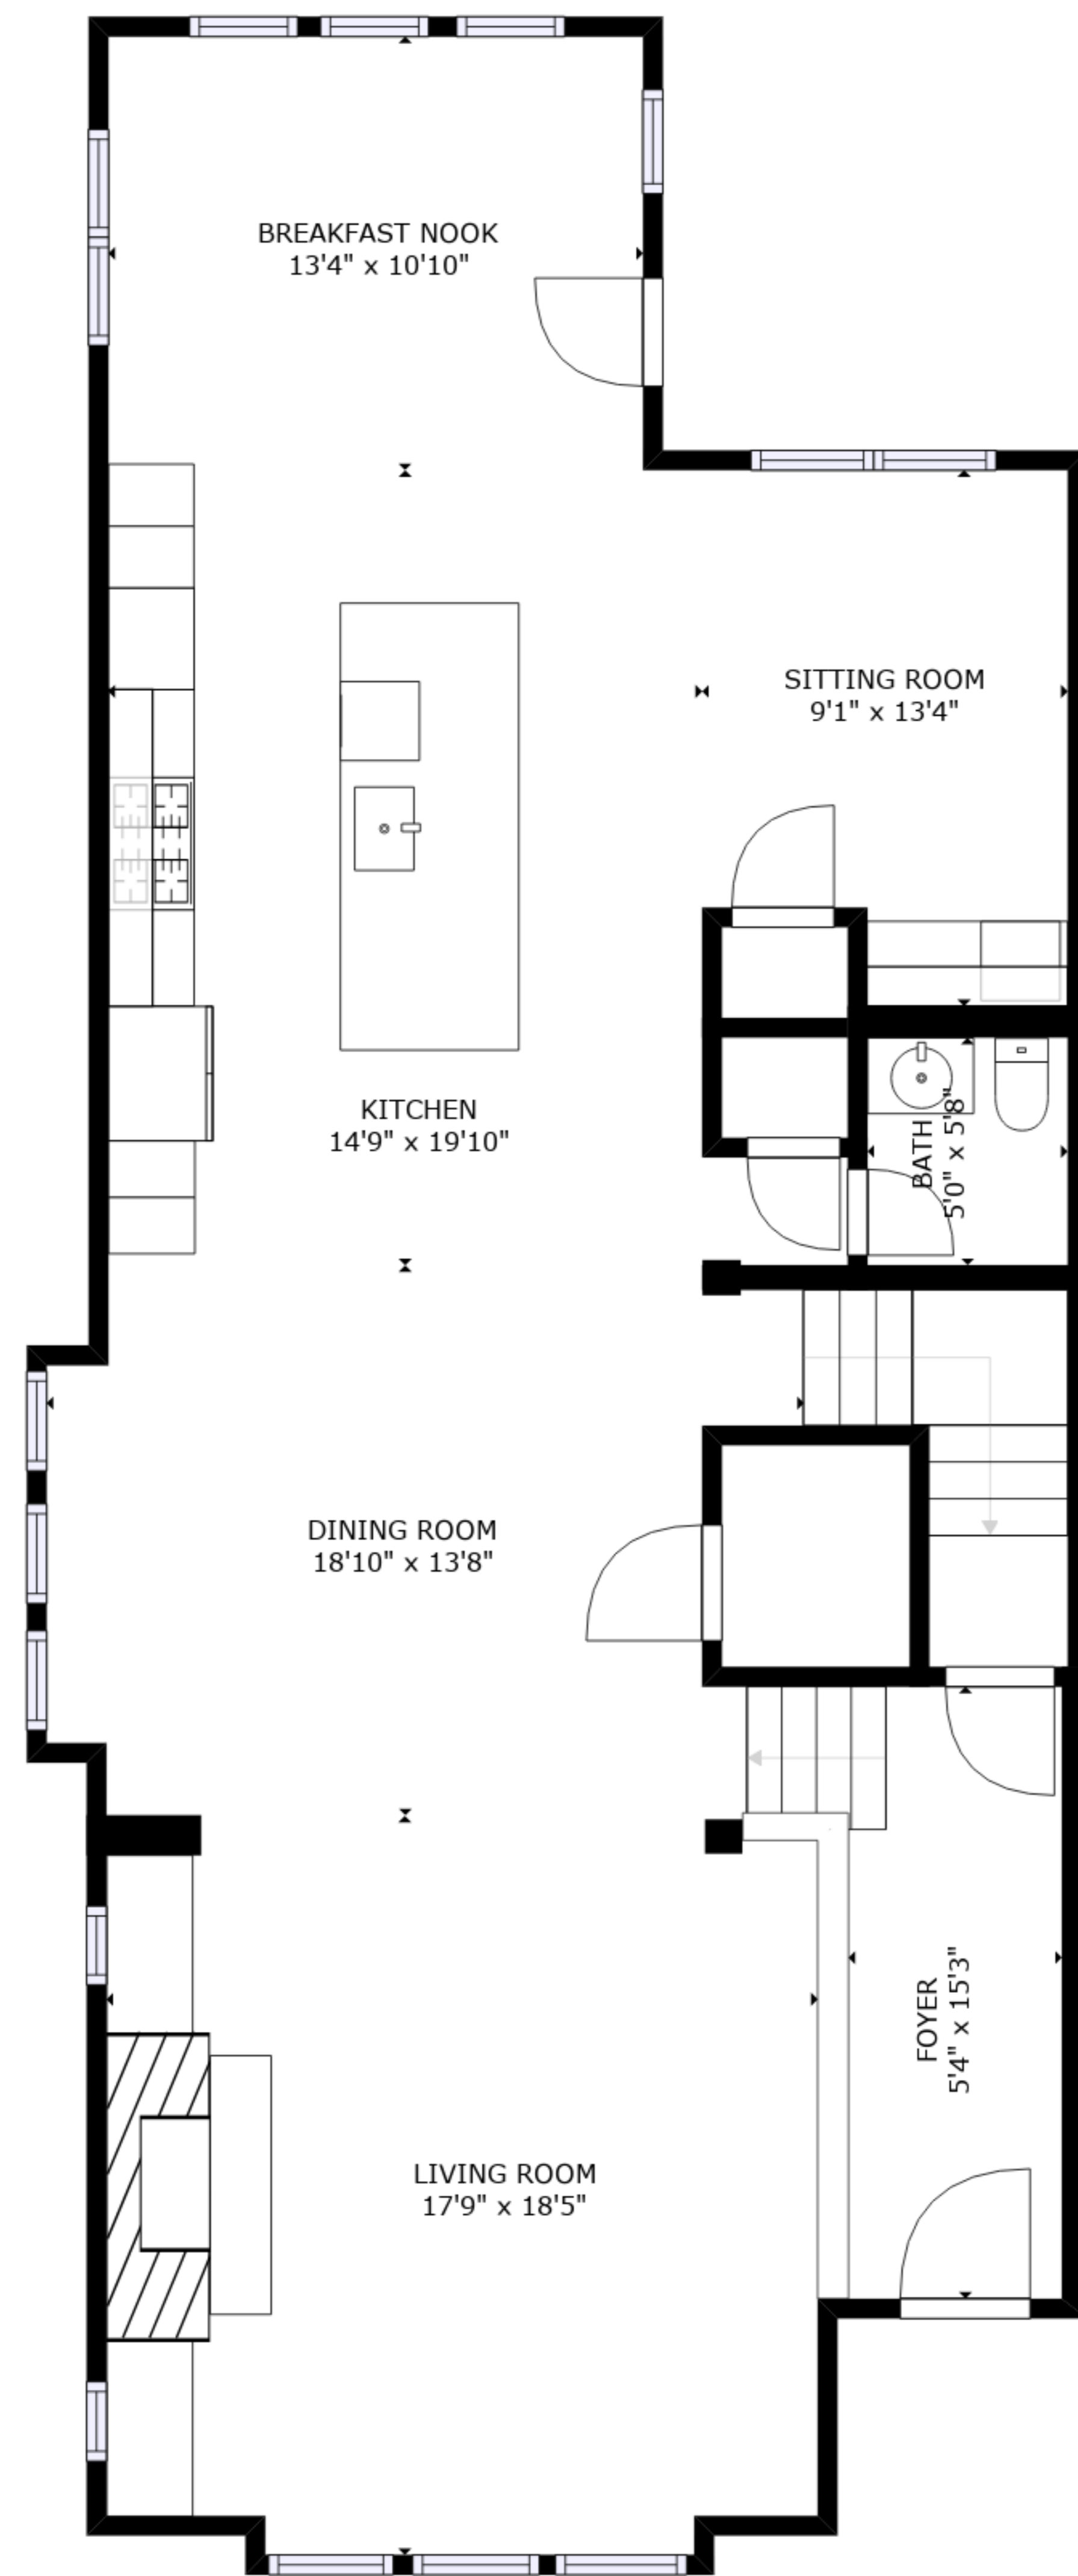 BREAKFAST NOOK
13'4" x 10'10"
SITTING ROOM
9'1" x 13'4"
KITCHEN
14'9" x 19'10"
BATH
5'0" x 5'8"
DINING ROOM
18'10" x 13'8"
FOYER
5'4" x 15'3"
LIVING ROOM
17'9" x 18'5"